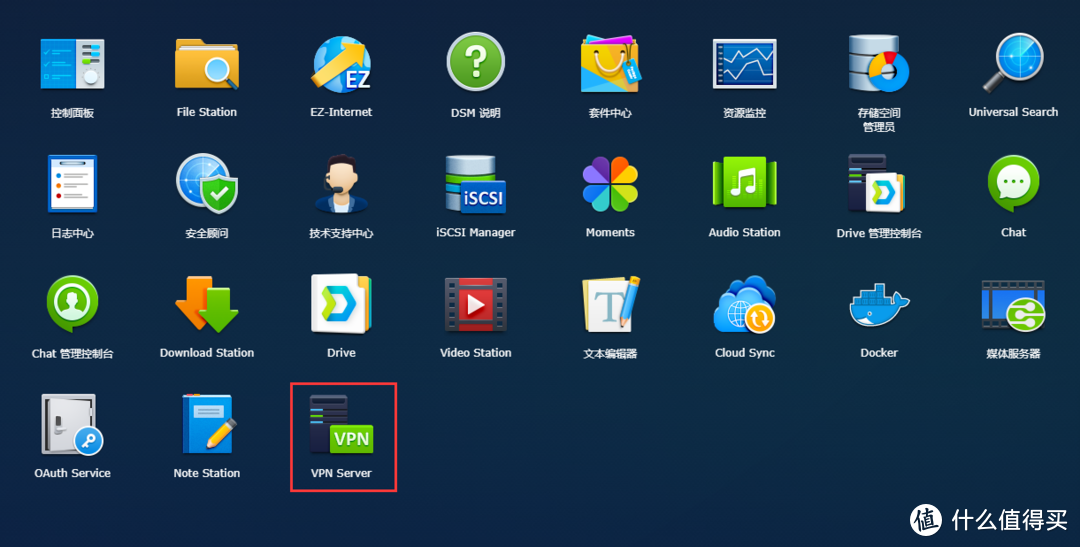 控制面板
File Station
EZ
EZ-Internet
?
DSM 说明
套件中心
资源监控
存储空间
管理员
Universal Search
日志中心
安全顾问
技术支持中心
iSCSI
iSCSI Manager
Moments
Audio Station
Drive 管理控制台
Chat
Chat 管理控制台
Download Station
Drive
Video Station
T
文本编辑器
Cloud Sync
Docker
媒体服务器
OAuth Service
Note Station
VPN
VPN Server
值 什么值得买